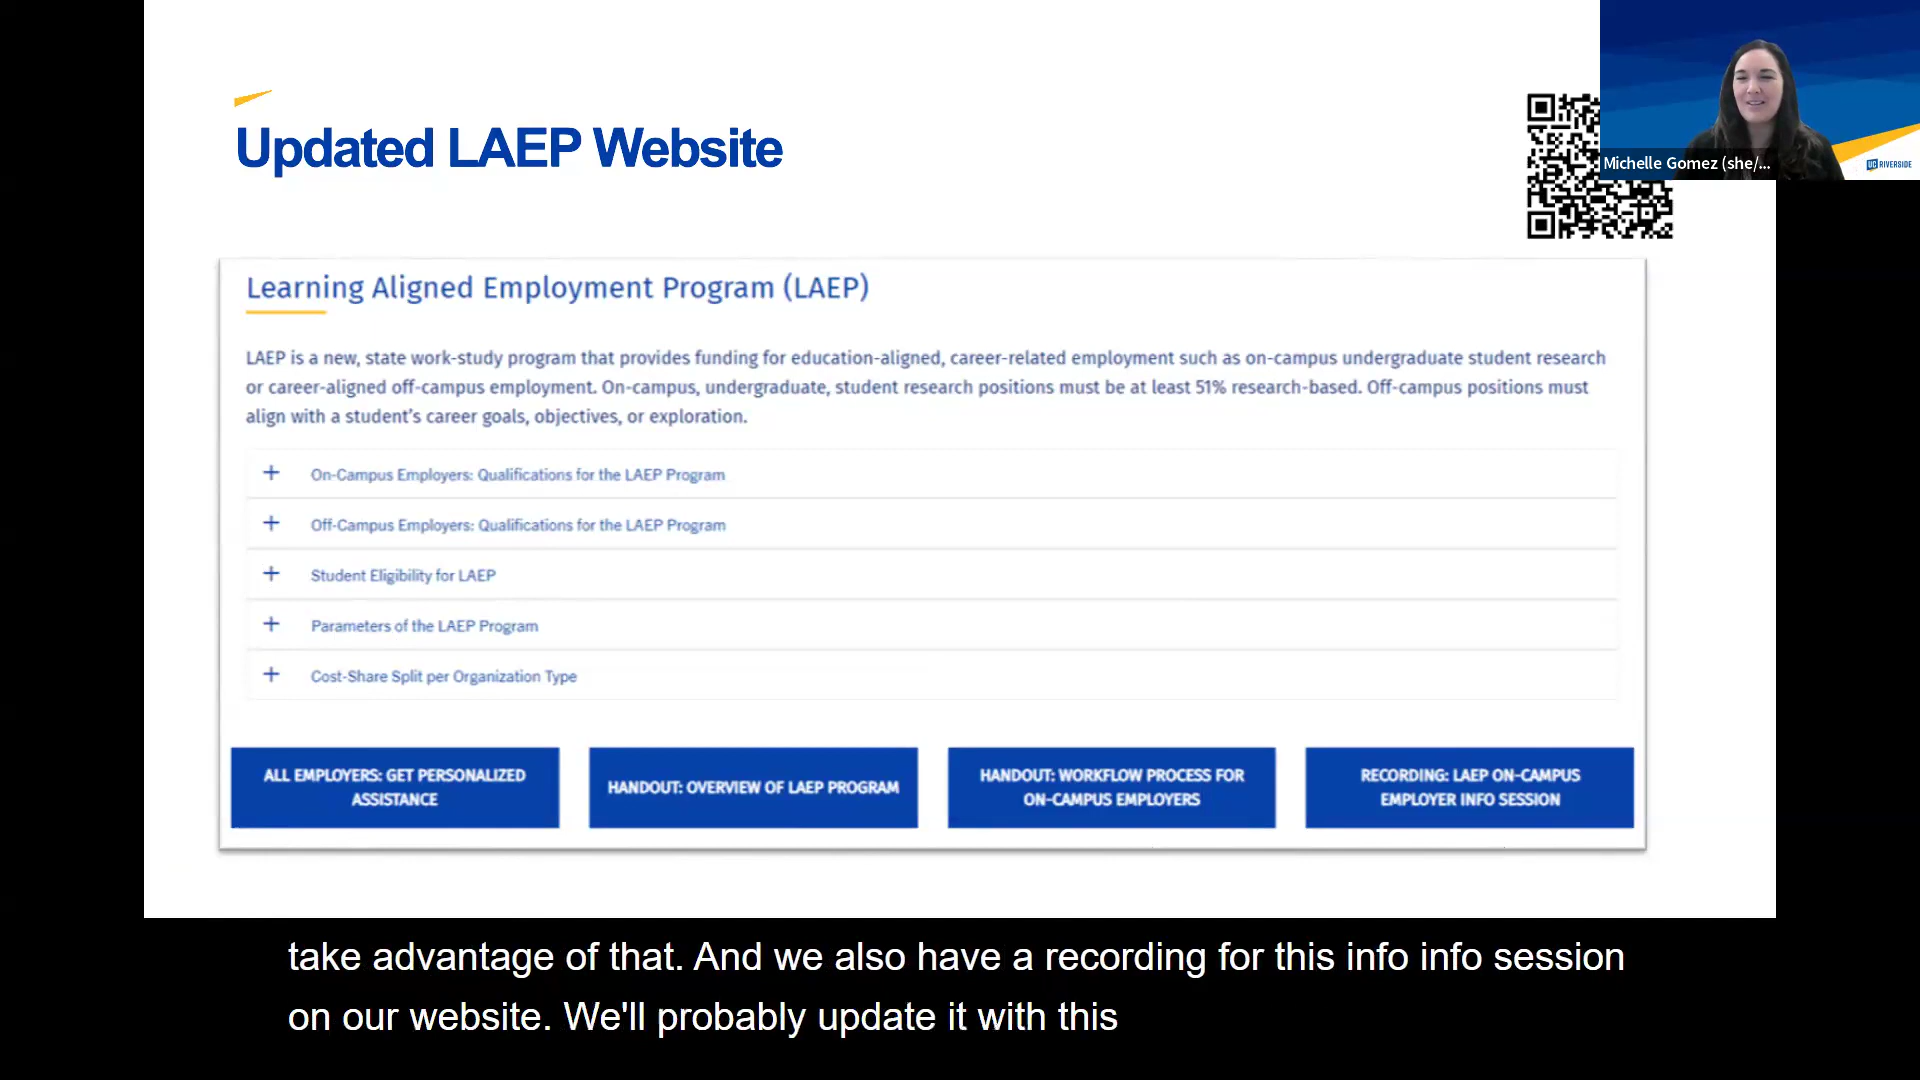 Updated LAEP Website
Michelle Gomez (she/...
UC RIVERSIDE
Learning Aligned Employment Program (LAEP)
LAEP is a new, state work-study program that provides funding for education-aligned, career-related employment such as on-campus undergraduate student research
or career-aligned off-campus employment. On-campus, undergraduate, student research positions must be at least 51% research-based. Off-campus positions must
align with a student's career goals, objectives, or exploration.
+ On-Campus Employers: Qualifications for the LAEP Program
+ Off-Campus Employers: Qualifications for the LAEP Program
+ Student Eligibility for LAEP
+ Parameters of the LAEP Program
+ Cost-Share Split per Organization Type
ALL EMPLOYERS: GET PERSONALIZED
ASSISTANCE
HANDOUT: OVERVIEW OF LAEP PROGRAM
HANDOUT: WORKFLOW PROCESS FOR
ON-CAMPUS EMPLOYERS
RECORDING: LAEP ON-CAMPUS
EMPLOYER INFO SESSION
take advantage of that. And we also have a recording for this info info session
on our website. We'll probably update it with this